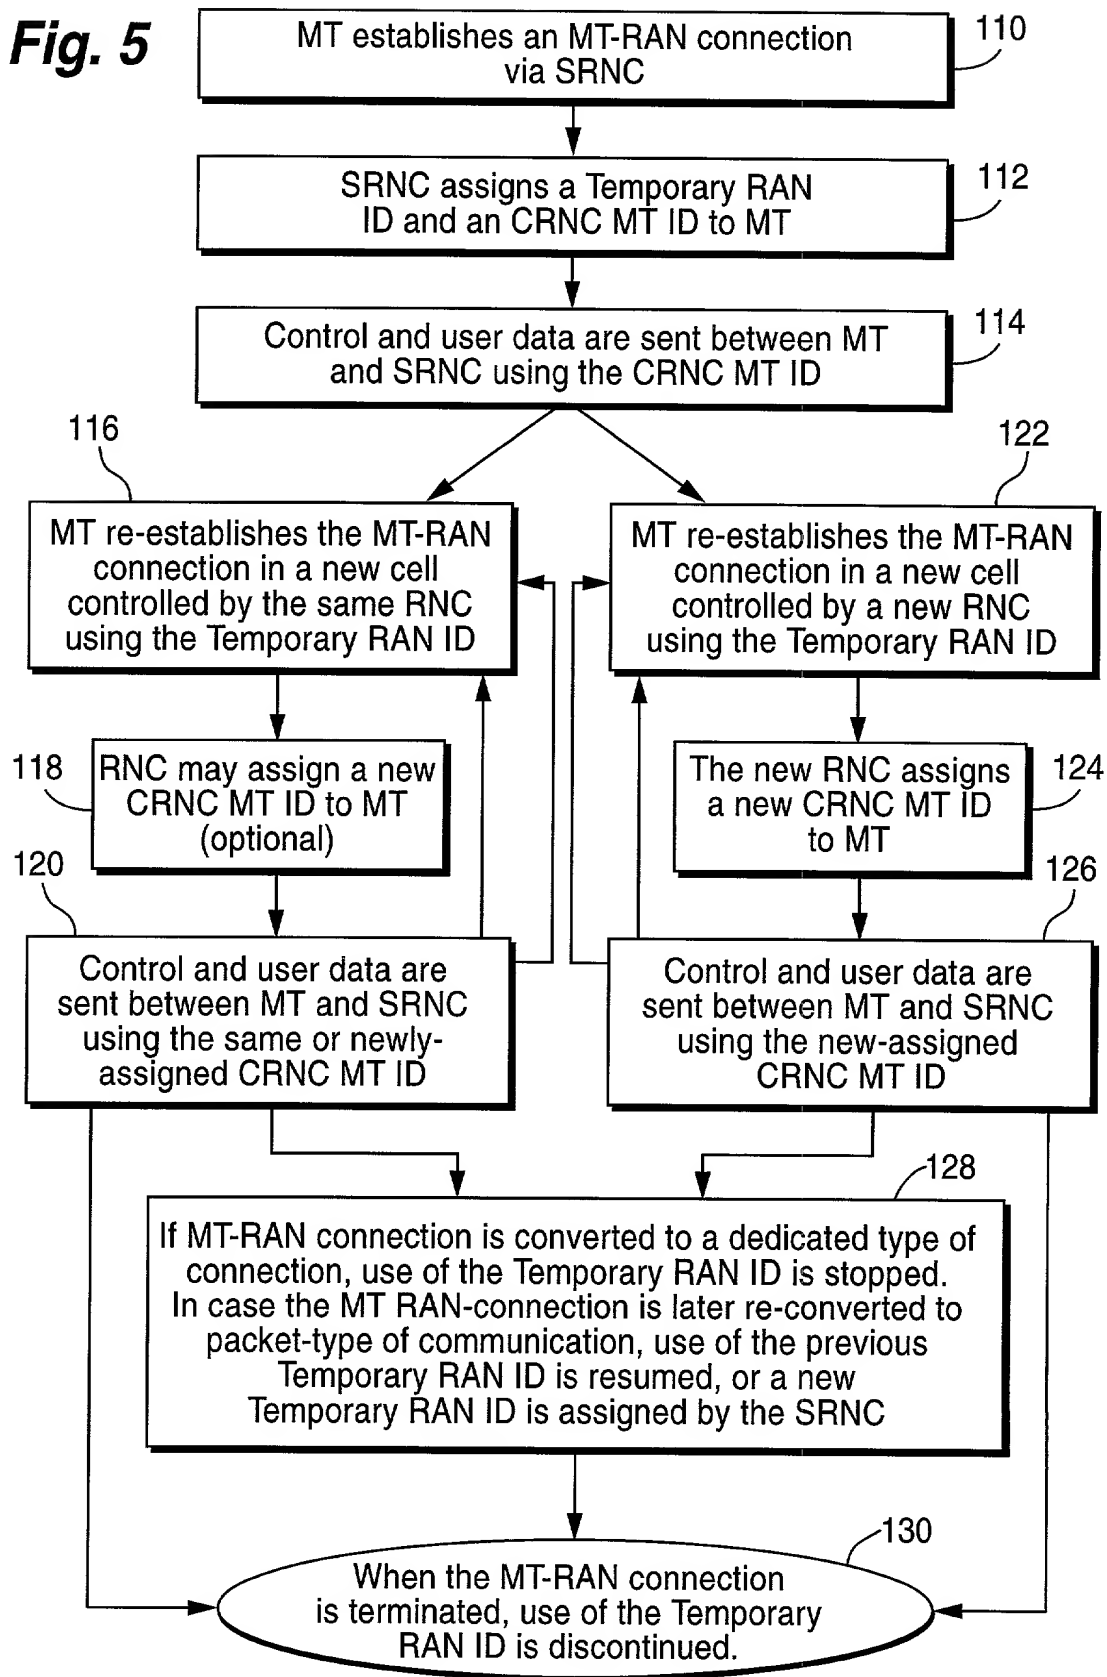 Fig. 5
MT establishes an MT-RAN connection
via SRNC
110
SRNC assigns a Temporary RAN
ID and an CRNC MT ID to MT
112
Control and user data are sent between MT
and SRNC using the CRNC MT ID
114
116
MT re-establishes the MT-RAN
connection in a new cell
controlled by the same RNC
using the Temporary RAN ID
122
MT re-establishes the MT-RAN
connection in a new cell
controlled by a new RNC
using the Temporary RAN ID
118
RNC may assign a new
CRNC MT ID to MT
(optional)
The new RNC assigns
a new CRNC MT ID
to MT
124
120
Control and user data are
sent between MT and SRNC
using the same or newly-
assigned CRNC MT ID
126
Control and user data are
sent between MT and SRNC
using the new-assigned
CRNC MT ID
128
If MT-RAN connection is converted to a dedicated type of
connection, use of the Temporary RAN ID is stopped.
In case the MT RAN-connection is later re-converted to
packet-type of communication, use of the previous
Temporary RAN ID is resumed, or a new
Temporary RAN ID is assigned by the SRNC
130
When the MT-RAN connection
is terminated, use of the Temporary
RAN ID is discontinued.